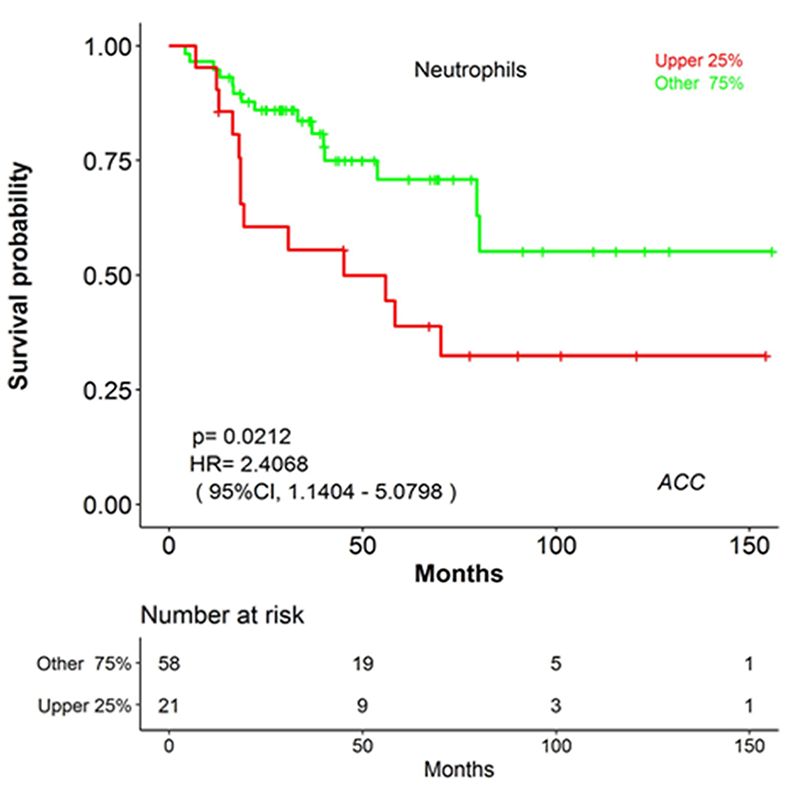 Neutrophils
Upper 25%
Other 75%
Survival probability
1.00
0.75
0.50
0.25
0.00
p= 0.0212
HR= 2.4068
( 95%CI, 1.1404 - 5.0798 )
ACC
0 50 100 150
Months
Number at risk
Other 75% 58 19 5 1
Upper 25% 21 9 3 1
0 50 100 150
Months